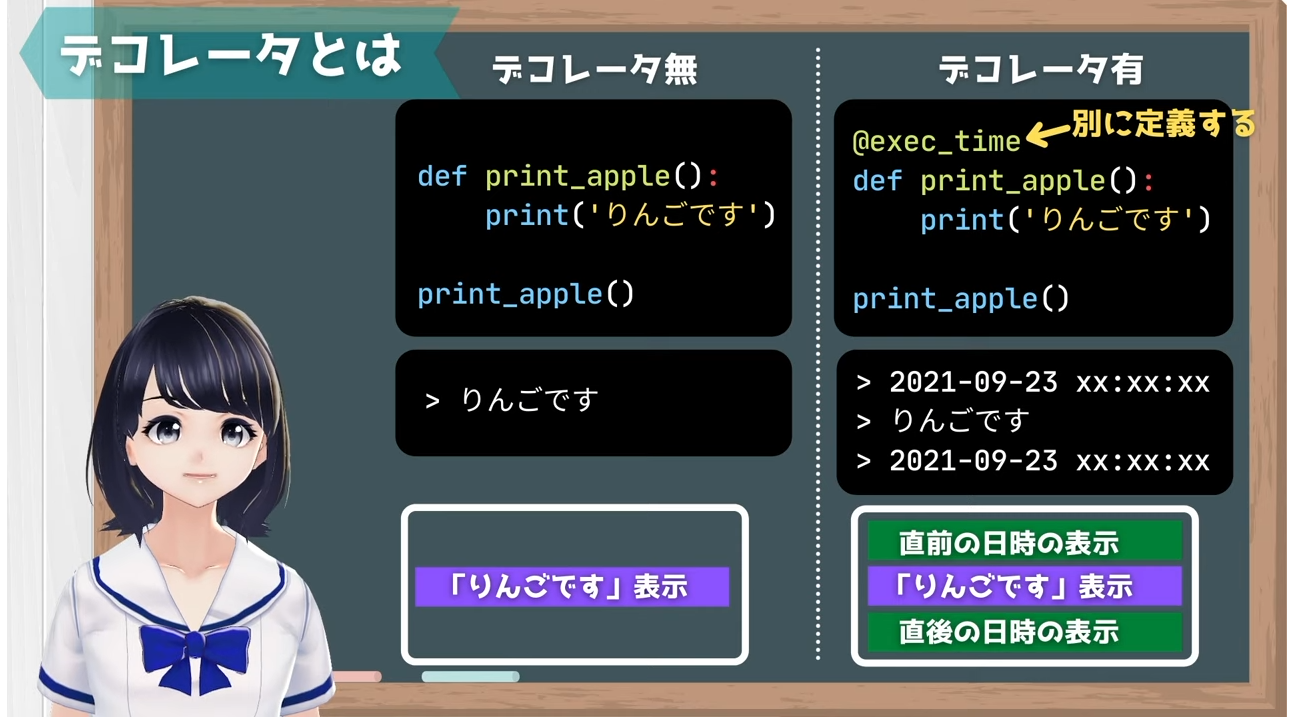 デコレータとは
デコレータ無
def print_apple():
    print('りんごです')
print_apple()
> りんごです
「りんごです」表示
デコレータ有
@exec_time
別に定義する
def print_apple():
    print('りんごです')
print_apple()
> 2021-09-23 xx:xx:xx
> りんごです
> 2021-09-23 xx:xx:xx
直前の日時の表示
「りんごです」表示
直後の日時の表示